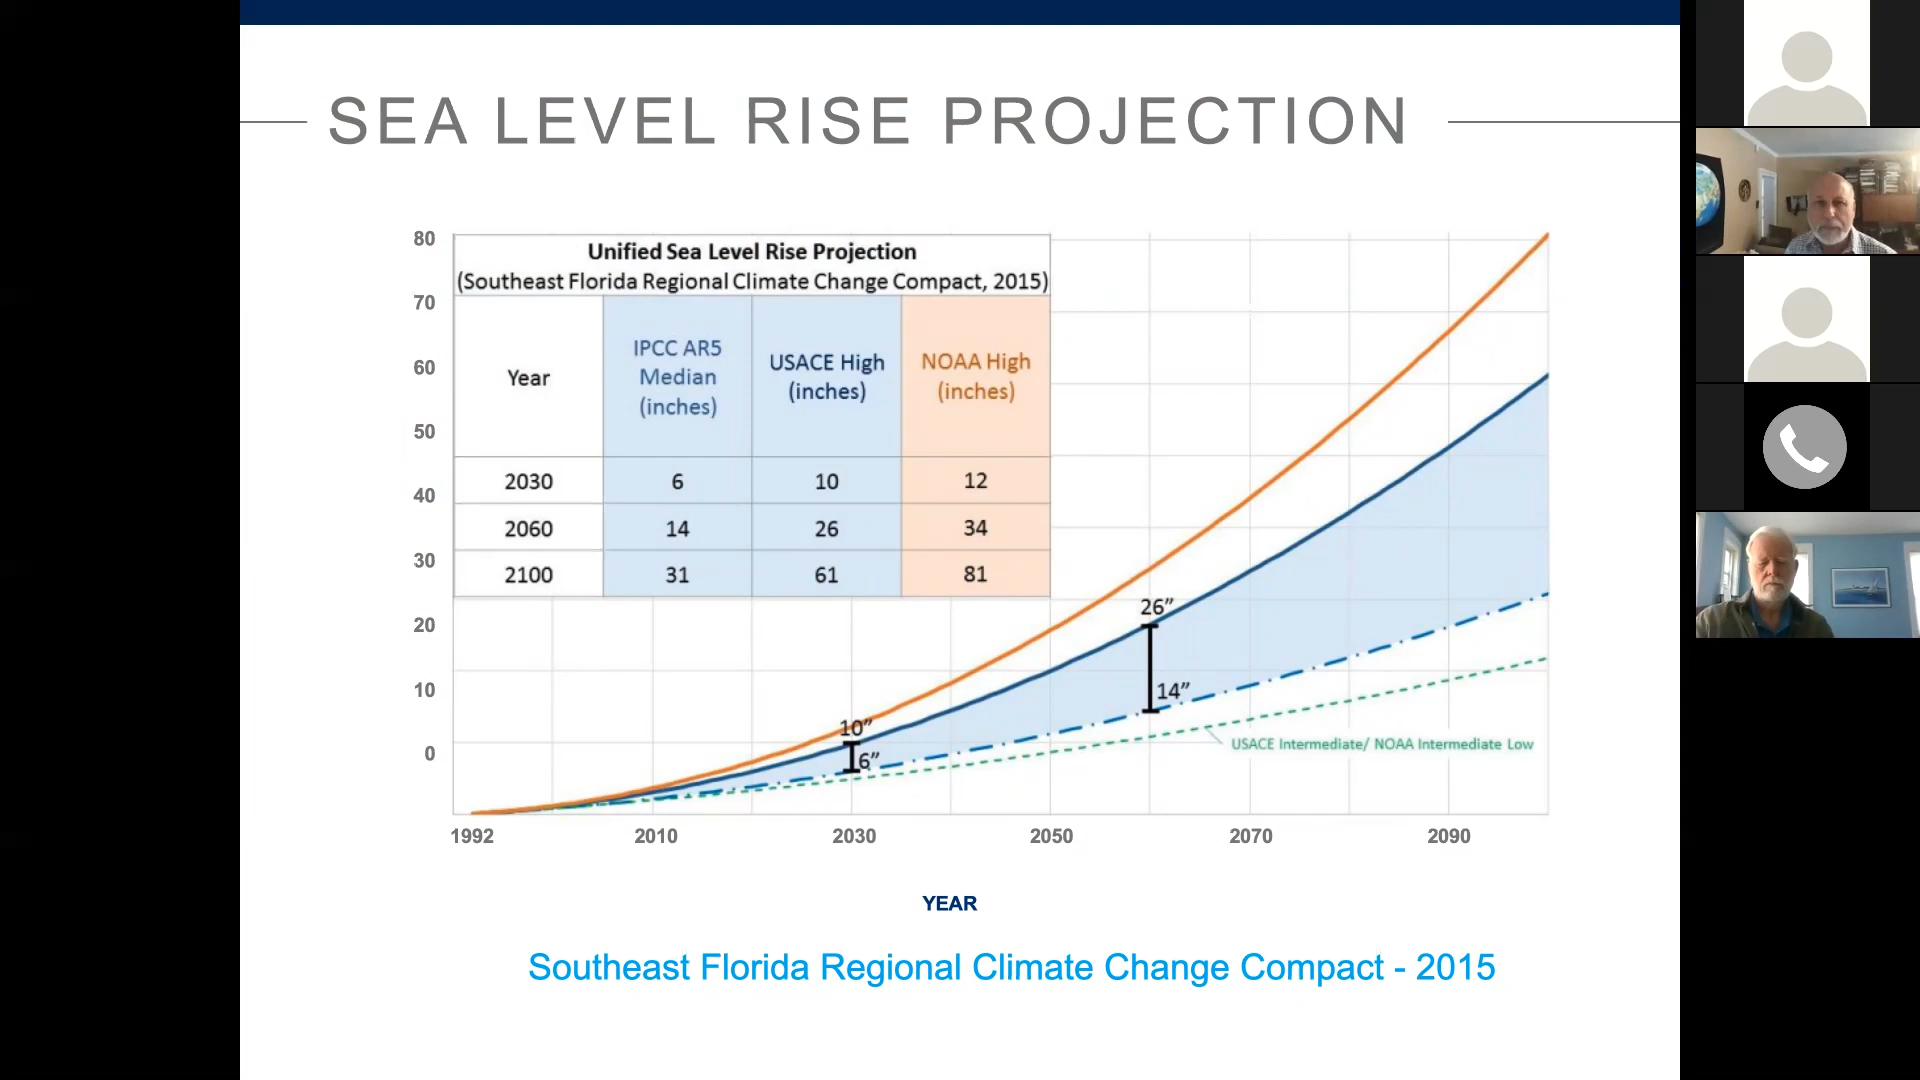 SEA LEVEL RISE PROJECTION
80
70
60
50
40
30
20
10
0
Unified Sea Level Rise Projection
(Southeast Florida Regional Climate Change Compact, 2015)
Year
IPCC AR5
Median
(inches)
USACE High
(inches)
NOAA High
(inches)
2030 6 10 12
2060 14 26 34
2100 31 61 81
26”
14”
10”
6”
USACE Intermediate/ NOAA Intermediate Low
1992 2010 2030 2050 2070 2090
YEAR
Southeast Florida Regional Climate Change Compact - 2015